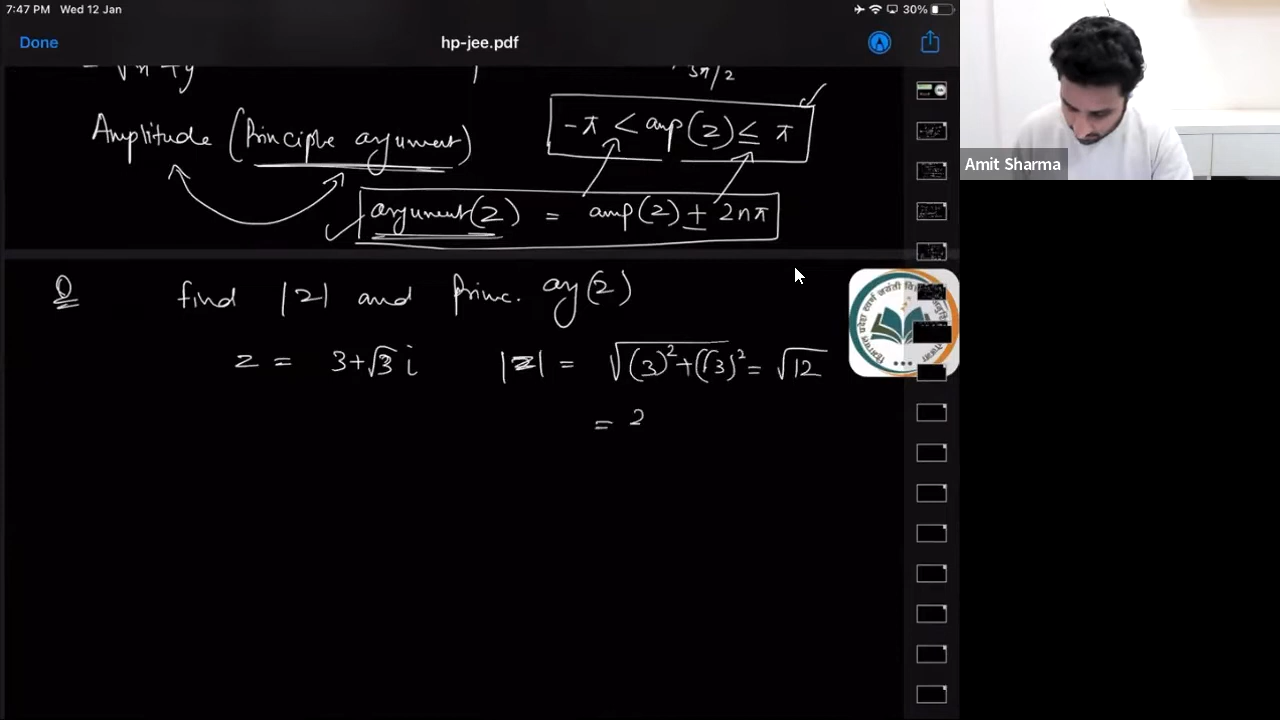 7:47 PM Wed 12 Jan
30%
Done
hp-jee.pdf
3π/2
Amplitude (Principle argument)
-π < amp(z) ≤ π
argument(z) = amp(z) ± 2nπ
Q find |z| and princ. arg(z)
z = 3+√3 i |z| = √(3)²+(√3)² = √12
= 2
Amit Sharma